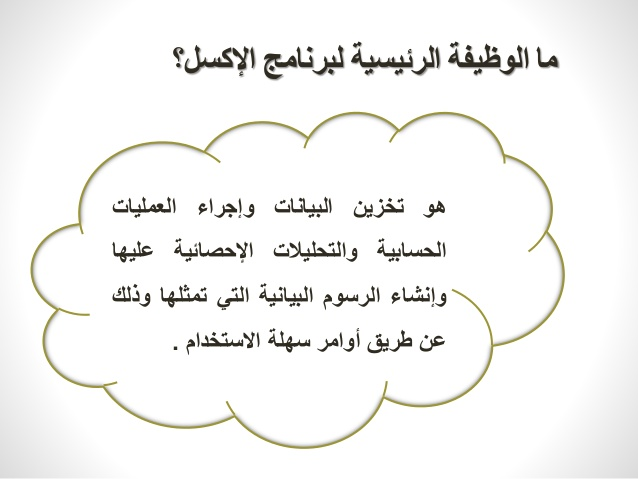 ما الوظيفة الرئيسية لبرنامج الإكسل؟
هو تخزين البيانات وإجراء العمليات
الحسابية والتحليلات الإحصائية عليها
وإنشاء الرسوم البيانية التي تمثلها وذلك
عن طريق أوامر سهلة الاستخدام .